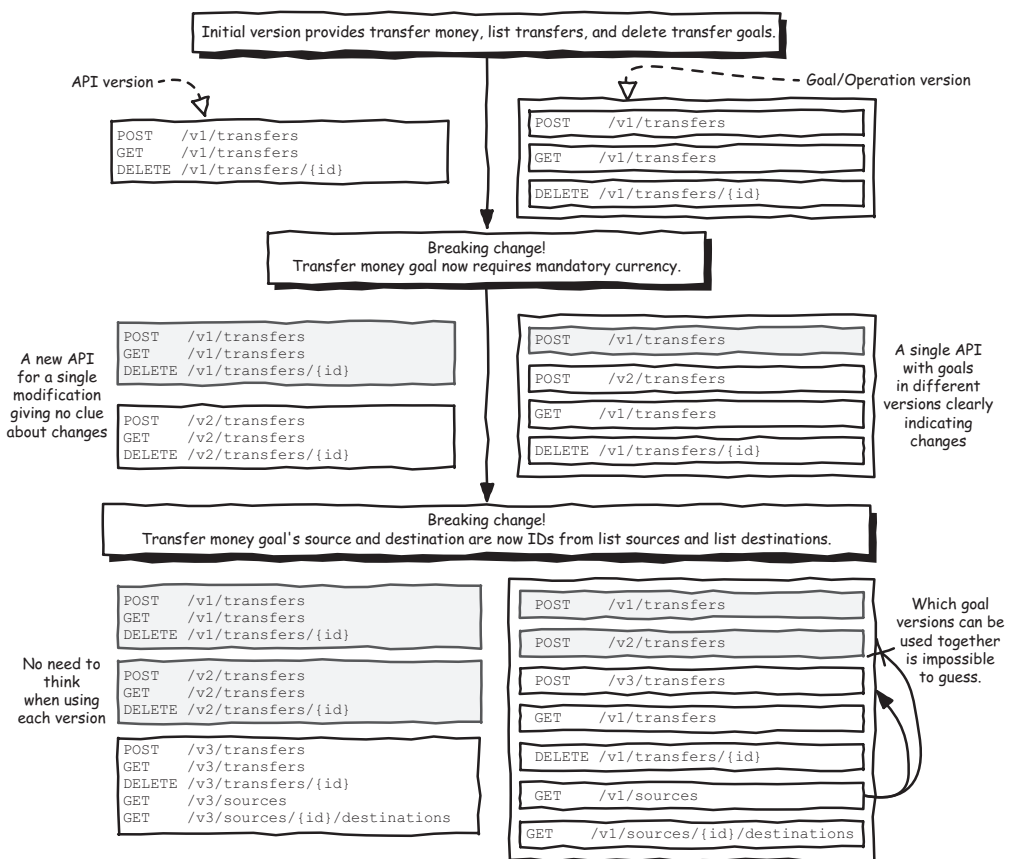 Initial version provides transfer money, list transfers, and delete transfer goals.
API version
Goal/Operation version
POST /v1/transfers
GET /v1/transfers
DELETE /v1/transfers/{id}
POST /v1/transfers
GET /v1/transfers
DELETE /v1/transfers/{id}
Breaking change!
Transfer money goal now requires mandatory currency.
A new API
for a single
modification
giving no clue
about changes
POST /v1/transfers
GET /v1/transfers
DELETE /v1/transfers/{id}
POST /v2/transfers
GET /v2/transfers
DELETE /v2/transfers/{id}
POST /v1/transfers
POST /v2/transfers
GET /v1/transfers
DELETE /v1/transfers/{id}
A single API
with goals
in different
versions clearly
indicating
changes
Breaking change!
Transfer money goal's source and destination are now IDs from list sources and list destinations.
No need to
think
when using
each version
POST /v1/transfers
GET /v1/transfers
DELETE /v1/transfers/{id}
POST /v2/transfers
GET /v2/transfers
DELETE /v2/transfers/{id}
POST /v3/transfers
GET /v3/transfers
DELETE /v3/transfers/{id}
GET /v3/sources
GET /v3/sources/{id}/destinations
POST /v1/transfers
POST /v2/transfers
POST /v3/transfers
GET /v1/transfers
DELETE /v1/transfers/{id}
GET /v1/sources
GET /v1/sources/{id}/destinations
Which goal
versions can be
used together
is impossible
to guess.